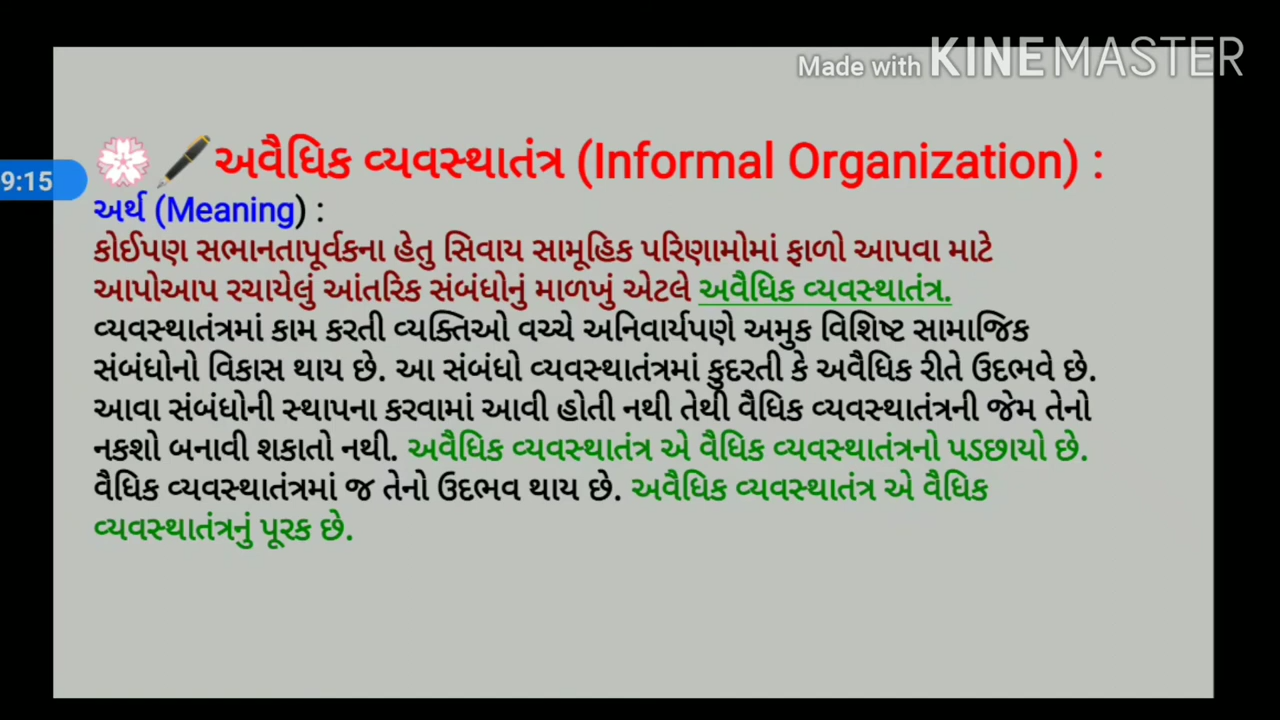 Made with KINEMASTER
9:15
અવૈધિક વ્યવસ્થાતંત્ર (Informal Organization) :
અર્થ (Meaning) :
કોઈપણ સભાનતાપૂર્વકના હેતુ સિવાય સામૂહિક પરિણામોમાં ફાળો આપવા માટે
આપોઆપ રચાયેલું આંતરિક સંબંધોનું માળખું એટલે અવૈધિક વ્યવસ્થાતંત્ર.
વ્યવસ્થાતંત્રમાં કામ કરતી વ્યક્તિઓ વચ્ચે અનિવાર્યપણે અમુક વિશિષ્ટ સામાજિક
સંબંધોનો વિકાસ થાય છે. આ સંબંધો વ્યવસ્થાતંત્રમાં કુદરતી કે અવૈધિક રીતે ઉદભવે છે.
આવા સંબંધોની સ્થાપના કરવામાં આવી હોતી નથી તેથી વૈધિક વ્યવસ્થાતંત્રની જેમ તેનો
નકશો બનાવી શકાતો નથી. અવૈધિક વ્યવસ્થાતંત્ર એ વૈધિક વ્યવસ્થાતંત્રનો પડછાયો છે.
વૈધિક વ્યવસ્થાતંત્રમાં જ તેનો ઉદભવ થાય છે. અવૈધિક વ્યવસ્થાતંત્ર એ વૈધિક
વ્યવસ્થાતંત્રનું પૂરક છે.